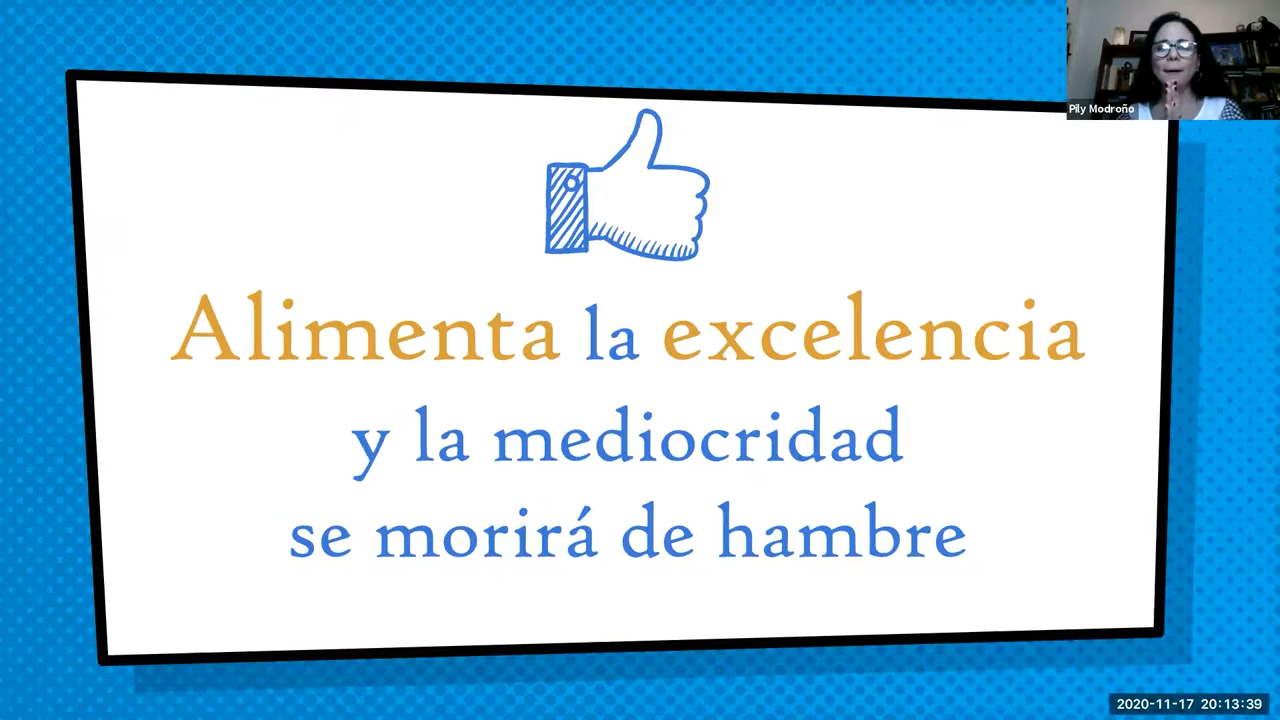 Pily Modroño
Alimenta la excelencia
y la mediocridad
se morirá de hambre
2020-11-17 20:13:39